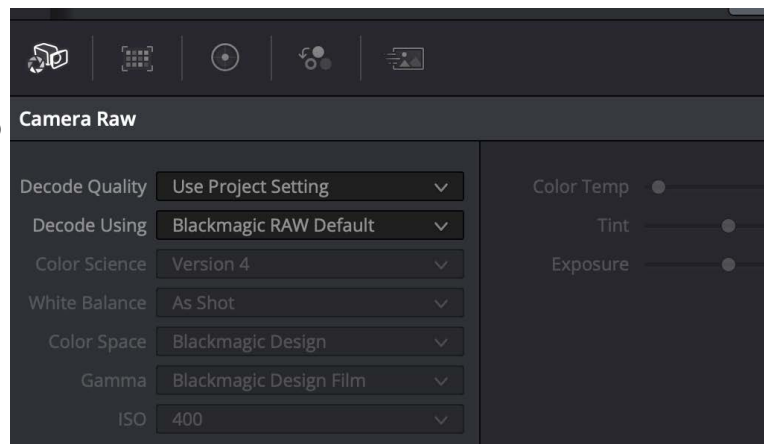 Camera Raw
Decode Quality Use Project Setting Color Temp
Decode Using Blackmagic RAW Default Tint
Color Science Version 4 Exposure
White Balance As Shot
Color Space Blackmagic Design
Gamma Blackmagic Design Film
ISO 400